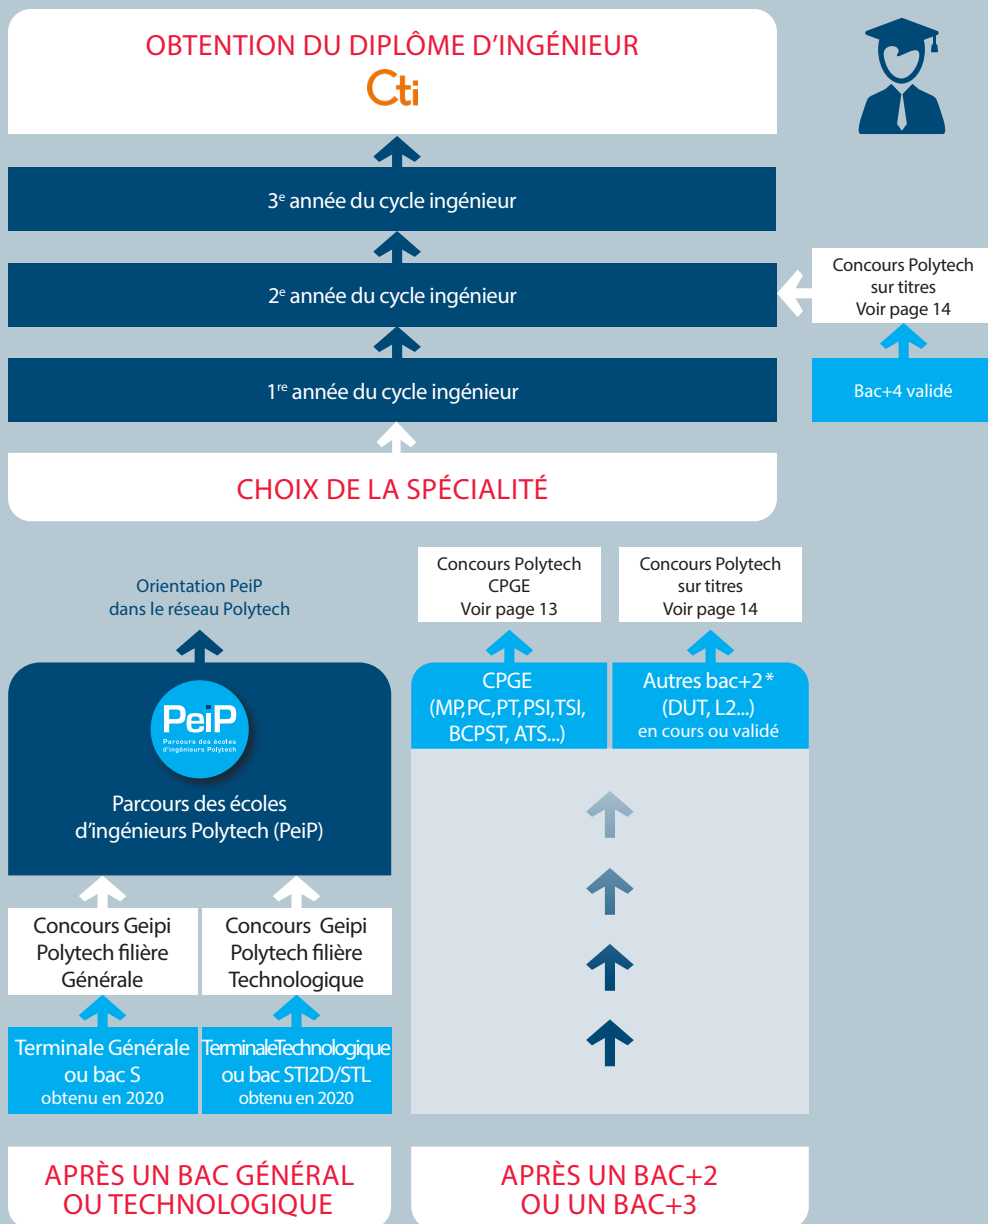 OBTENTION DU DIPLÔME D'INGÉNIEUR
Cti
3e année du cycle ingénieur
2e année du cycle ingénieur
Concours Polytech
sur titres
Voir page 14
1re année du cycle ingénieur
Bac+4 validé
CHOIX DE LA SPÉCIALITÉ
Orientation PeiP
dans le réseau Polytech
Concours Polytech
CPGE
Voir page 13
Concours Polytech
sur titres
Voir page 14
PeiP
Parcours des écoles
d'ingénieurs Polytech
Parcours des écoles
d'ingénieurs Polytech (PeiP)
CPGE
(MP,PC,PT,PSI,TSI,
BCPST, ATS...)
Autres bac+2*
(DUT, L2...)
en cours ou validé
Concours Geipi
Polytech filière
Générale
Concours Geipi
Polytech filière
Technologique
Terminale Générale
ou bac S
obtenu en 2020
TerminaleTechnologique
ou bac STI2D/STL
obtenu en 2020
APRÈS UN BAC GÉNÉRAL
OU TECHNOLOGIQUE
APRÈS UN BAC+2
OU UN BAC+3